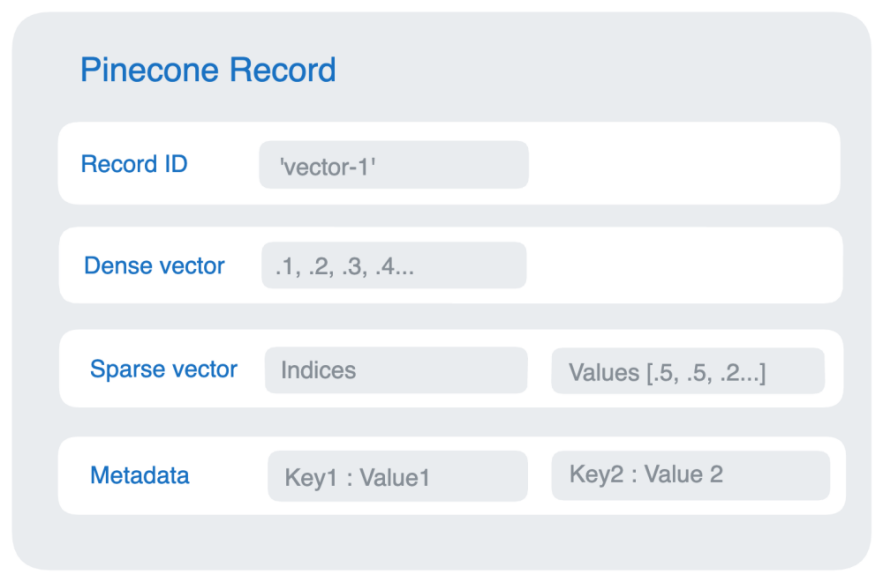 Pinecone Record
Record ID 'vector-1'
Dense vector .1, .2, .3, .4...
Sparse vector Indices Values [.5, .5, .2...]
Metadata Key1 : Value1 Key2 : Value 2